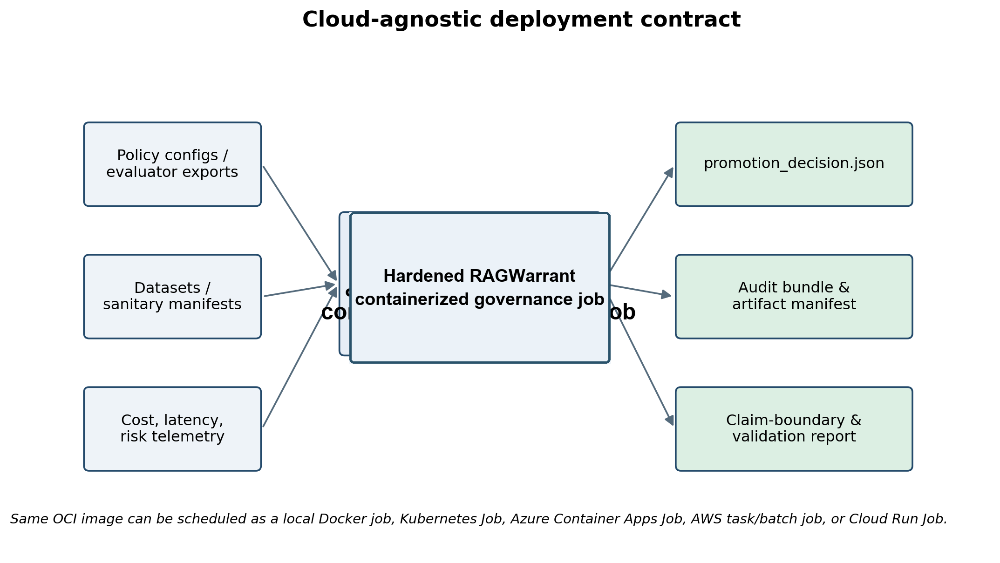 Cloud-agnostic deployment contract
Policy configs /
evaluator exports
Datasets /
sanitary manifests
Cost, latency,
risk telemetry
Hardened RAGWarrant
containerized governance job
promotion_decision.json
Audit bundle &
artifact manifest
Claim-boundary &
validation report
Same OCI image can be scheduled as a local Docker job, Kubernetes Job, Azure Container Apps Job, AWS task/batch job, or Cloud Run Job.